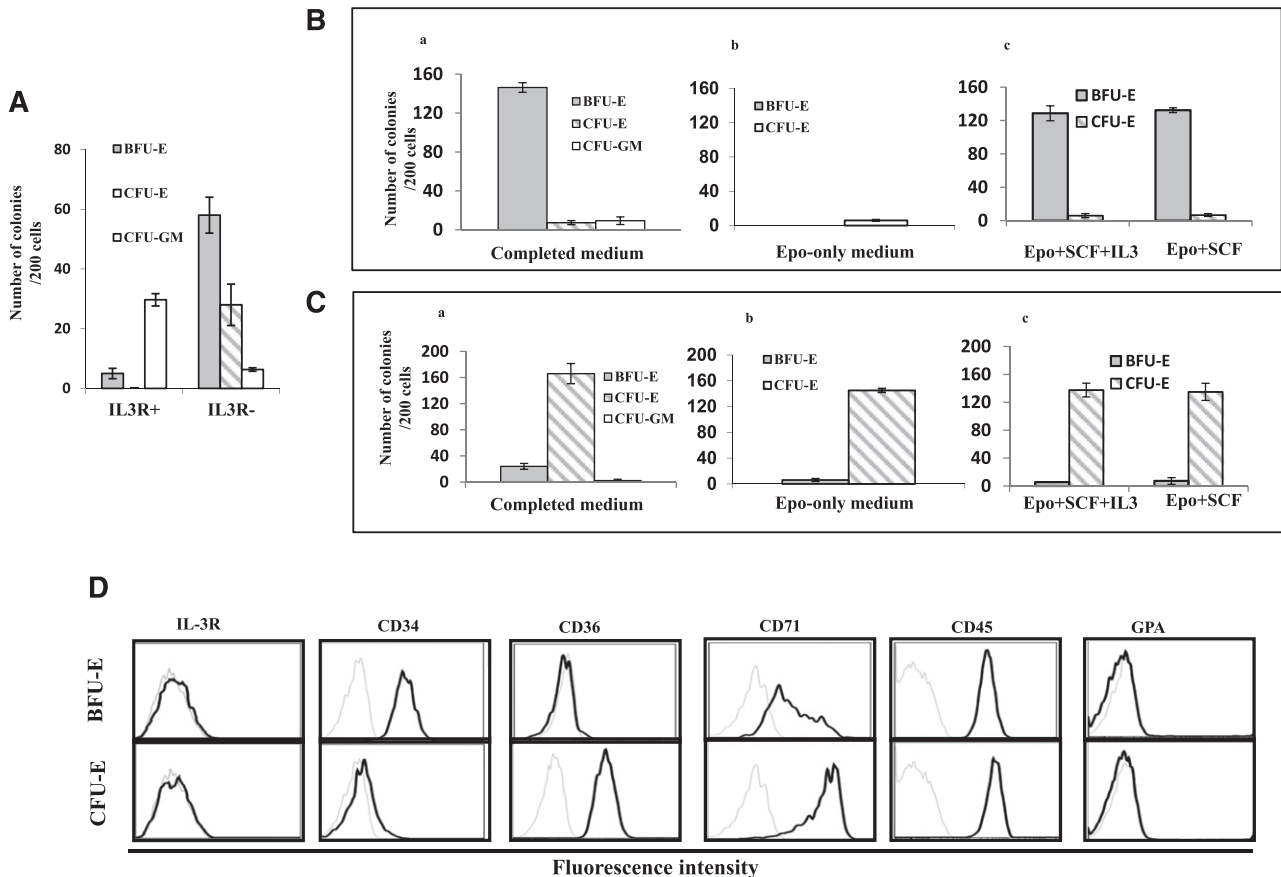 A
80
60
40
20
0
Number of colonies
/200 cells
BFU-E
CFU-E
CFU-GM
IL3R+
IL3R-
B
a
160
120
80
40
0
Number of colonies
/200 cells
BFU-E
CFU-E
CFU-GM
Completed medium
b
160
120
80
40
0
BFU-E
CFU-E
Epo-only medium
c
160
120
80
40
0
BFU-E
CFU-E
Epo+SCF+IL3
Epo+SCF
C
a
200
160
120
80
40
0
Number of colonies
/200 cells
BFU-E
CFU-E
CFU-GM
Completed medium
b
200
160
120
80
40
0
BFU-E
CFU-E
Epo-only medium
c
200
160
120
80
40
0
BFU-E
CFU-E
Epo+SCF+IL3
Epo+SCF
D
IL-3R
CD34
CD36
CD71
CD45
GPA
BFU-E
CFU-E
Fluorescence intensity